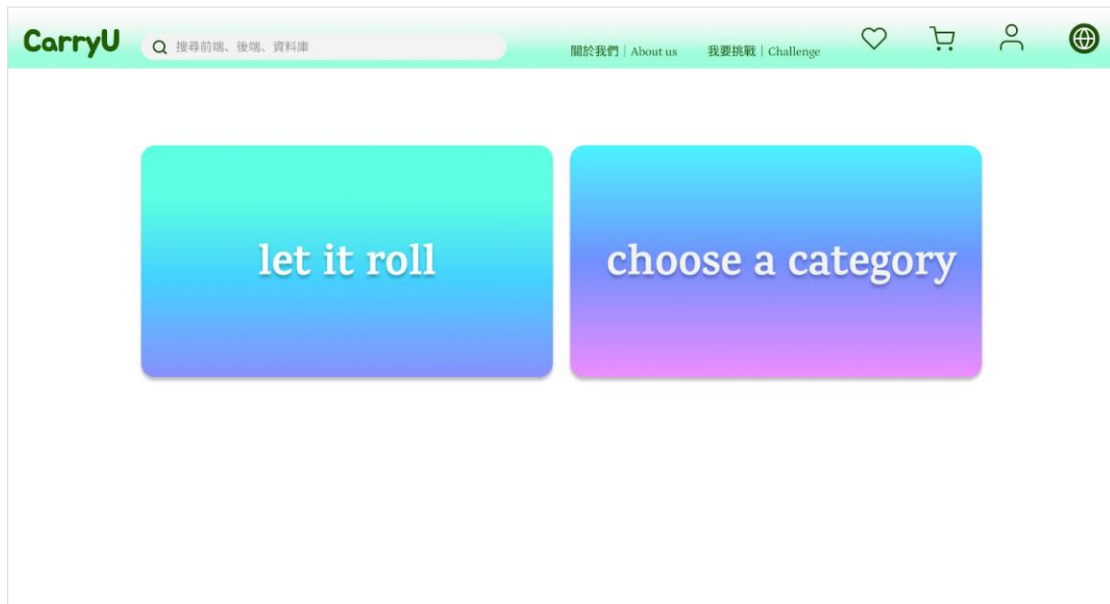 CarryU
搜尋前端、後端、資料庫
關於我們｜About us
我要挑戰｜Challenge
let it roll
choose a category